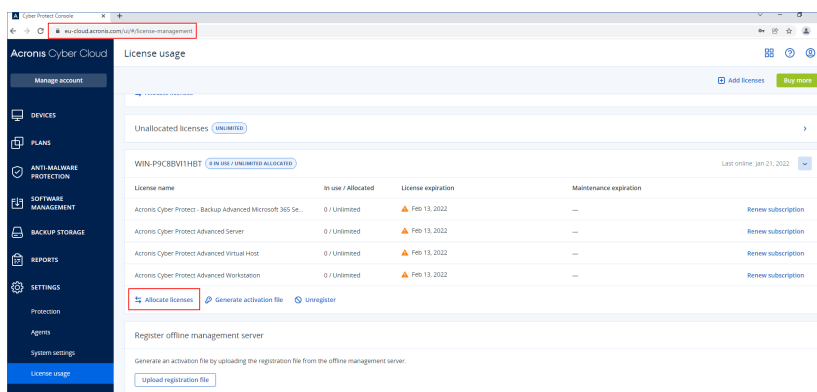 Cyber Protect Console
eu-cloud.acronis.com/ui/#/license-management
Acronis Cyber Cloud
License usage
Manage account
Add licenses
Buy more
DEVICES
PLANS
ANTI-MALWARE
PROTECTION
SOFTWARE
MANAGEMENT
BACKUP STORAGE
REPORTS
SETTINGS
Protection
Agents
System settings
License usage
Unallocated licenses UNLIMITED
WIN-P9C8BVI1HBT 0 IN USE / UNLIMITED ALLOCATED
Last online: Jan 21, 2022
License name In use / Allocated License expiration Maintenance expiration
Acronis Cyber Protect - Backup Advanced Microsoft 365 Se... 0 / Unlimited Feb 13, 2022 — Renew subscription
Acronis Cyber Protect Advanced Server 0 / Unlimited Feb 13, 2022 — Renew subscription
Acronis Cyber Protect Advanced Virtual Host 0 / Unlimited Feb 13, 2022 — Renew subscription
Acronis Cyber Protect Advanced Workstation 0 / Unlimited Feb 13, 2022 — Renew subscription
Allocate licenses Generate activation file Unregister
Register offline management server
Generate an activation file by uploading the registration file from the offline management server.
Upload registration file